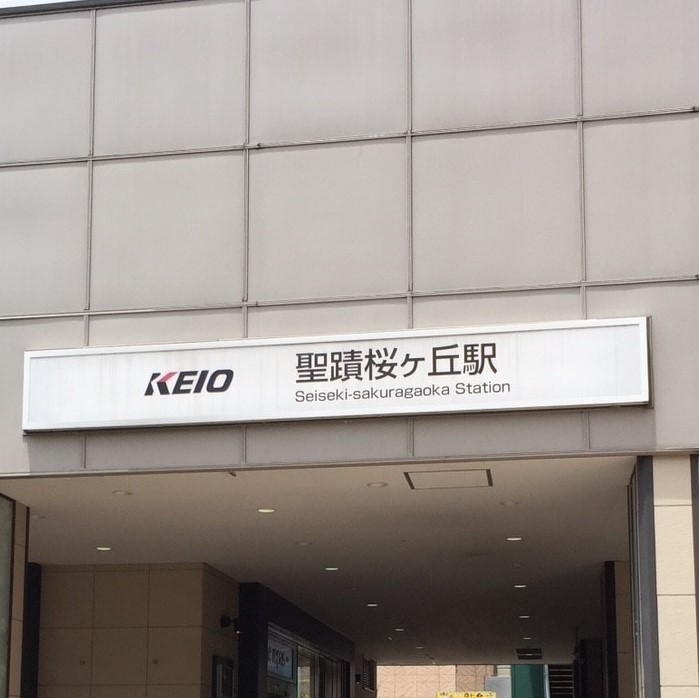 KEIO
聖蹟桜ヶ丘駅
Seiseki-sakuragaoka Station